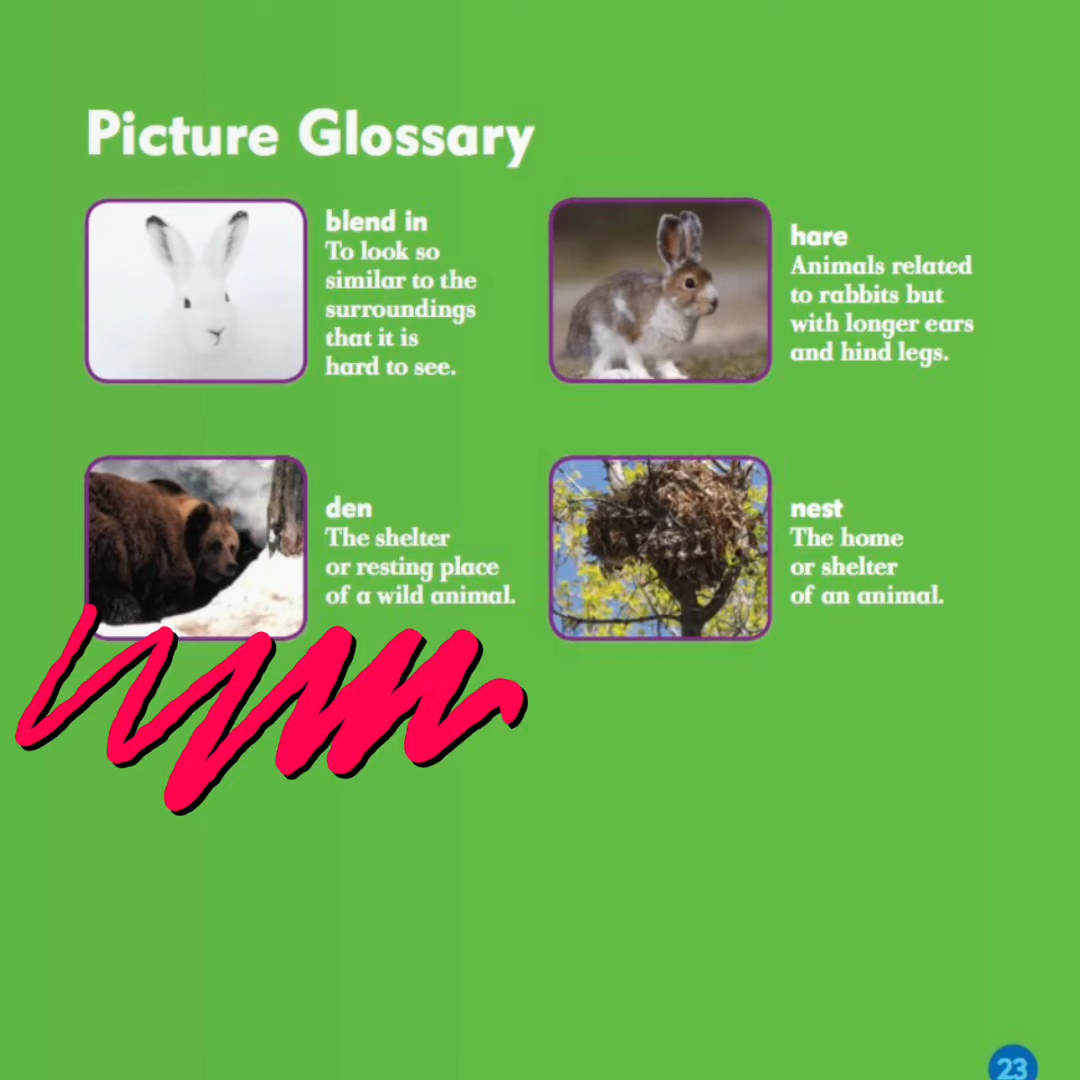 Picture Glossary
blend in
To look so
similar to the
surroundings
that it is
hard to see.
hare
Animals related
to rabbits but
with longer ears
and hind legs.
den
The shelter
or resting place
of a wild animal.
nest
The home
or shelter
of an animal.
23